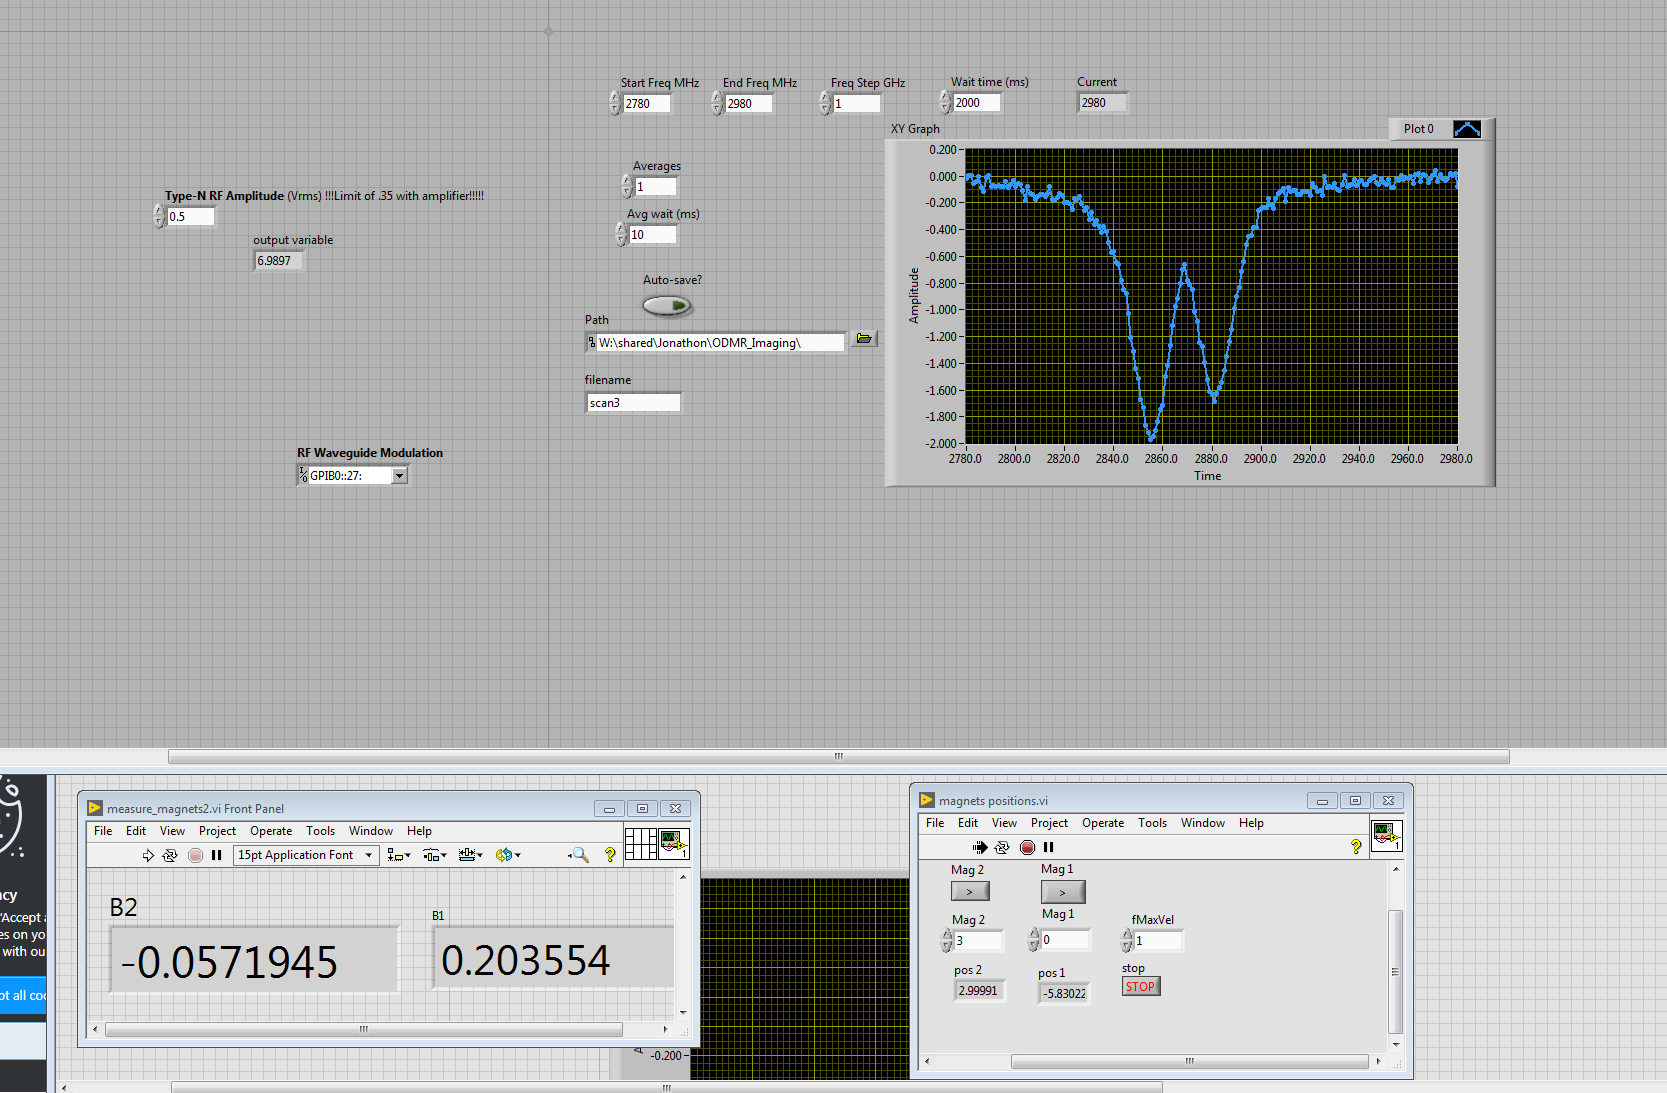 Start Freq MHz End Freq MHz Freq Step GHz Wait time (ms) Current
2780 2980 1 2000 2980
XY Graph Plot 0
Averages
1
Type-N RF Amplitude (Vrms) !!!Limit of .35 with amplifier!!!!!
0.5
Avg wait (ms)
10
output variable
6.9897
Auto-save?
Path
W:\shared\Jonathon\ODMR_Imaging\
filename
scan3
RF Waveguide Modulation
GPIB0::27:
0.200
0.000
-0.200
-0.400
-0.600
-0.800
-1.000
-1.200
-1.400
-1.600
-1.800
-2.000
Amplitude
2780.0 2800.0 2820.0 2840.0 2860.0 2880.0 2900.0 2920.0 2940.0 2960.0 2980.0
Time
measure_magnets2.vi Front Panel
File Edit View Project Operate Tools Window Help
15pt Application Font
1
B2
-0.0571945
B1
0.203554
magnets positions.vi
File Edit View Project Operate Tools Window Help
1
Mag 2 Mag 1
> >
Mag 2 Mag 1 fMaxVel
3 0 1
pos 2 pos 1 stop
2.99991 -5.83022 STOP
cy
"Accept a
es on yo
with ou
ot all coo
-0.200